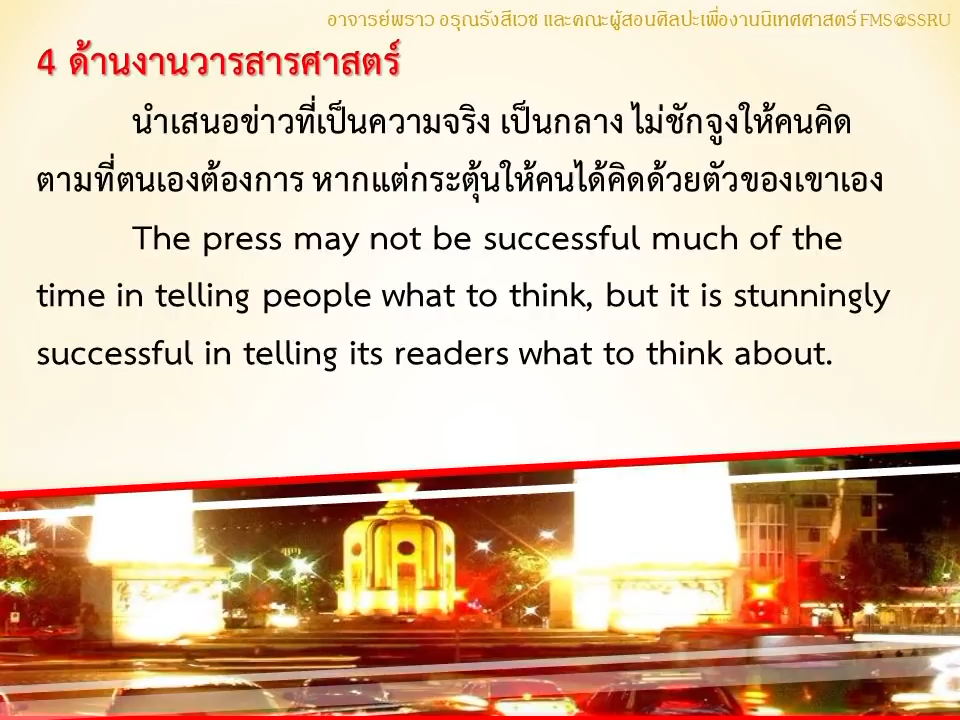 อาจารย์พราว อรุณรังสีเวช และคณะผู้สอนศิลปะเพื่องานนิเทศศาสตร์ FMS@SSRU
4 ด้านงานวารสารศาสตร์
นำเสนอข่าวที่เป็นความจริง เป็นกลาง ไม่ชักจูงให้คนคิด
ตามที่ตนเองต้องการ หากแต่กระตุ้นให้คนได้คิดด้วยตัวของเขาเอง
The press may not be successful much of the
time in telling people what to think, but it is stunningly
successful in telling its readers what to think about.